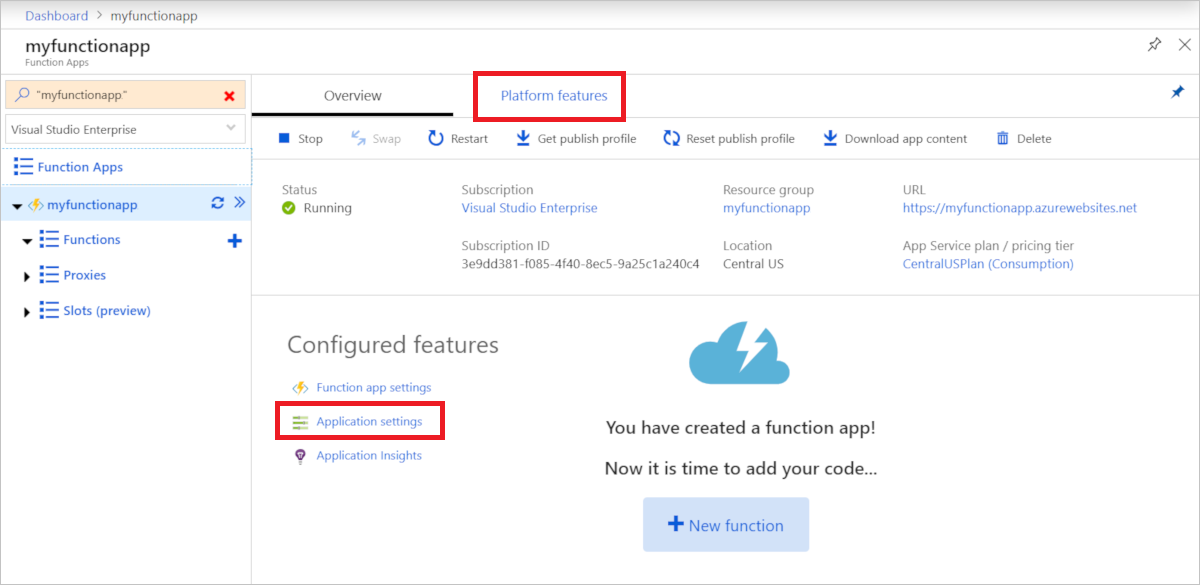 Dashboard > myfunctionapp
myfunctionapp
Function Apps
"myfunctionapp"
Visual Studio Enterprise
Function Apps
myfunctionapp
Functions
Proxies
Slots (preview)
Overview
Platform features
Stop
Swap
Restart
Get publish profile
Reset publish profile
Download app content
Delete
Status
Running
Subscription
Visual Studio Enterprise
Resource group
myfunctionapp
URL
https://myfunctionapp.azurewebsites.net
Subscription ID
3e9dd381-f085-4f40-8ec5-9a25c1a240c4
Location
Central US
App Service plan / pricing tier
CentralUSPlan (Consumption)
Configured features
Function app settings
Application settings
Application Insights
You have created a function app!
Now it is time to add your code...
New function